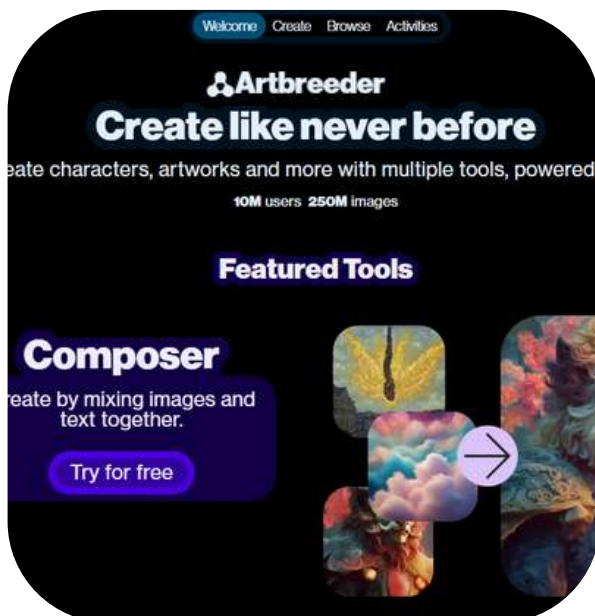 Welcome Create Browse Activities
Artbreeder
Create like never before
eate characters, artworks and more with multiple tools, powered
10M users 250M images
Featured Tools
Composer
reate by mixing images and
text together.
Try for free